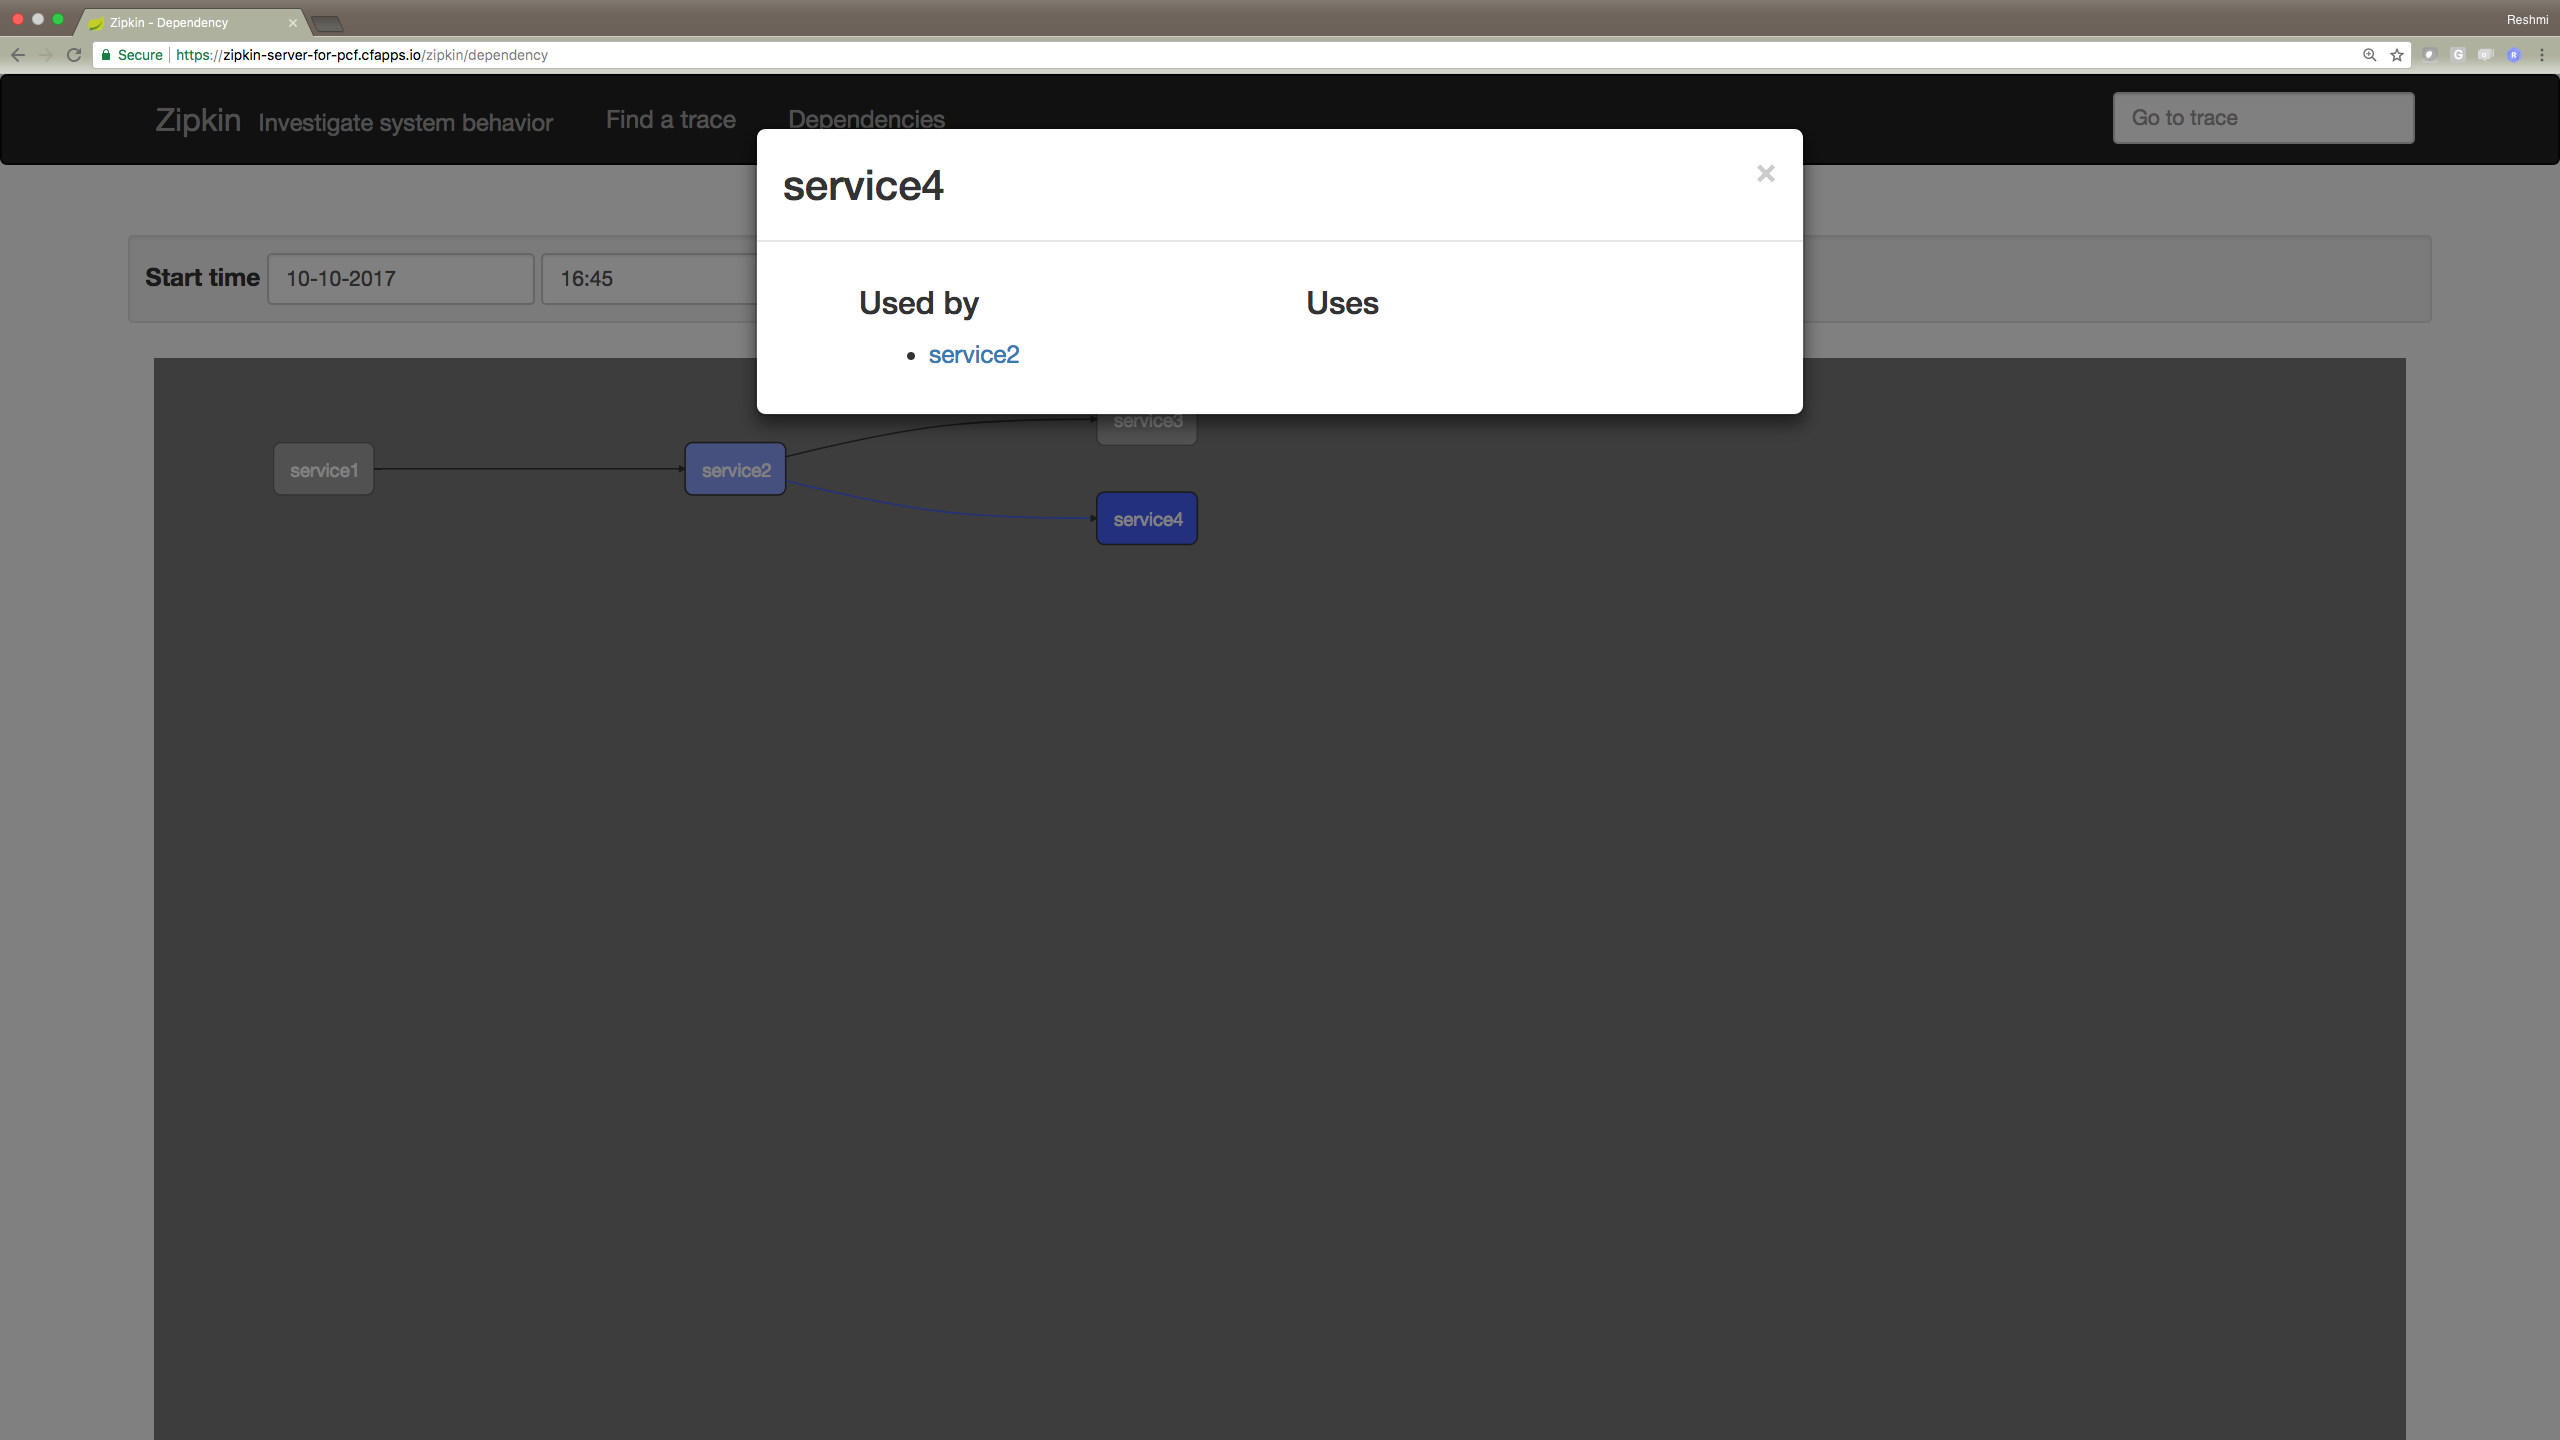 Zipkin - Dependency
Reshmi
Secure https://zipkin-server-for-pcf.cfapps.io/zipkin/dependency
Zipkin Investigate system behavior Find a trace Dependencies Go to trace
service4 ×
Start time 10-10-2017 16:45
Used by Uses
service2
service3
service1 service2
service4